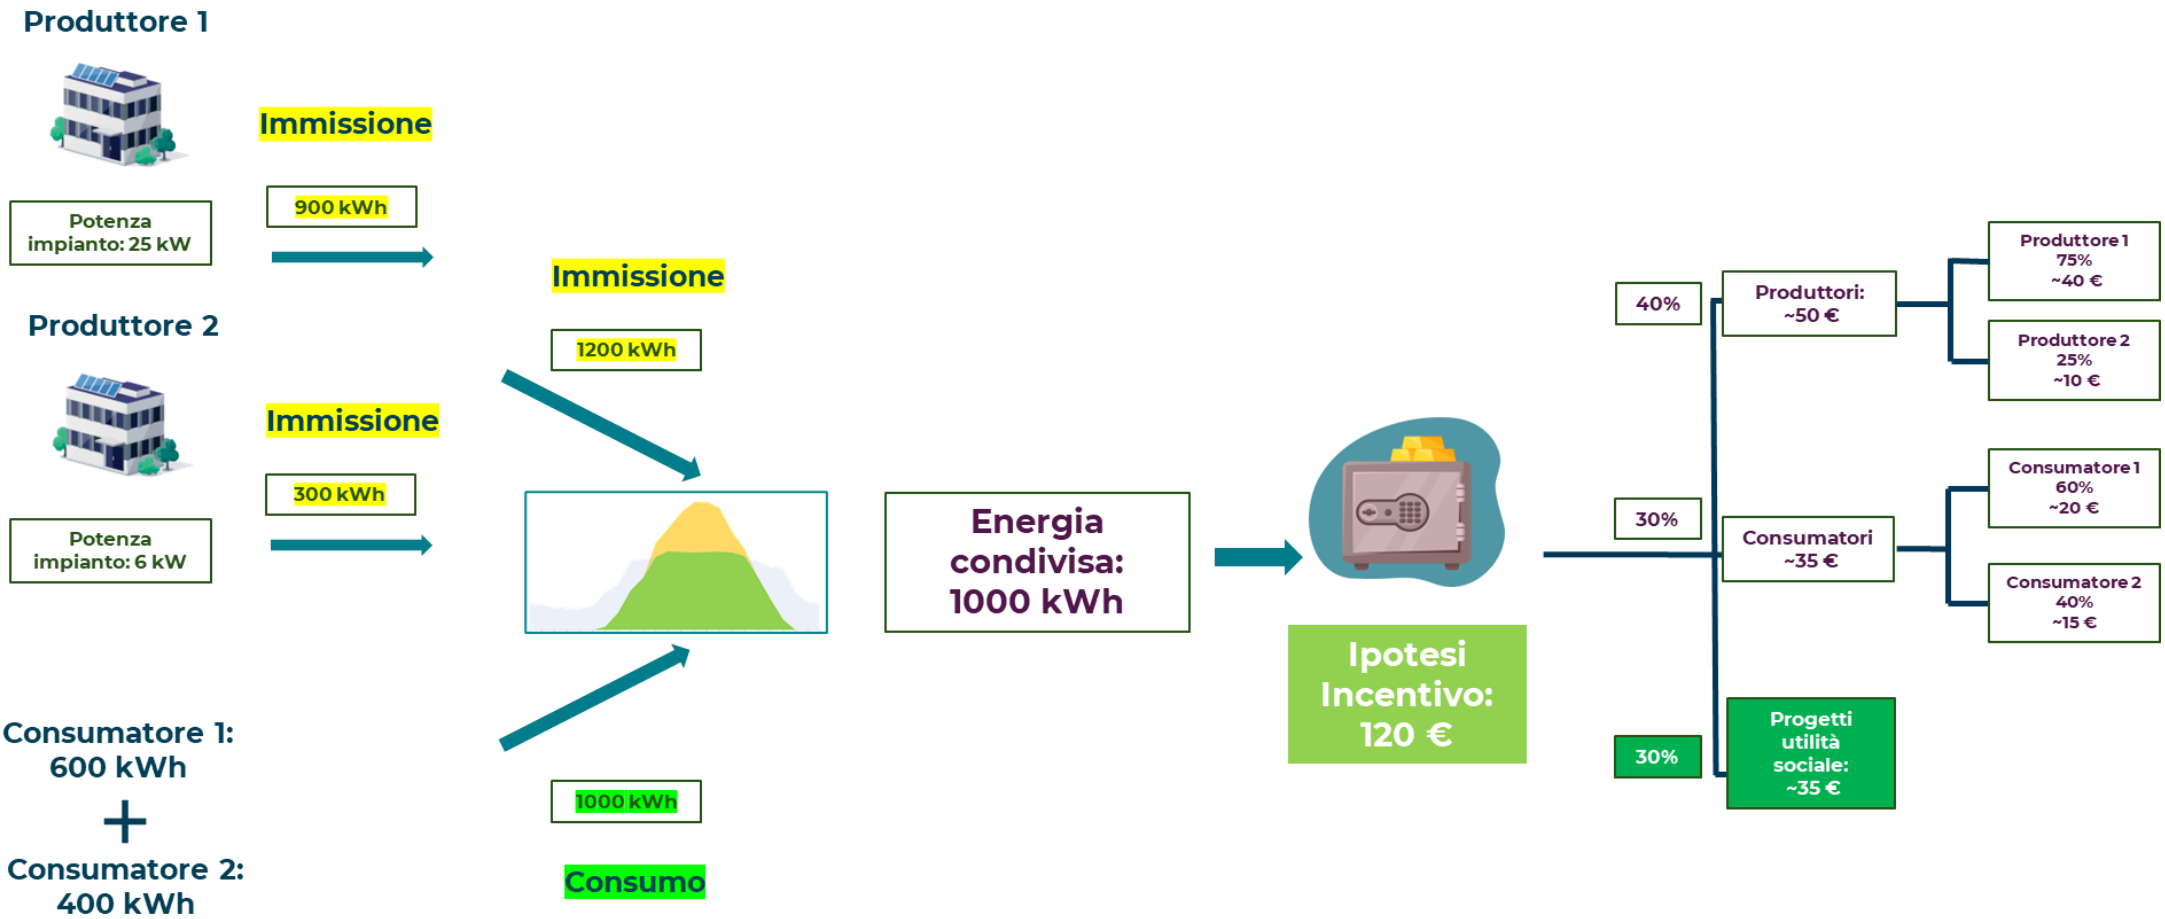 Produttore 1
Immissione
900 kWh
Potenza
impianto: 25 kW
Produttore 2
Immissione
300 kWh
Potenza
impianto: 6 kW
Immissione
1200 kWh
Consumatore 1:
600 kWh
+
Consumatore 2:
400 kWh
1000 kWh
Consumo
Energia
condivisa:
1000 kWh
Ipotesi
Incentivo:
120 €
40%
Produttori:
~50 €
Produttore 1
75%
~40 €
Produttore 2
25%
~10 €
30%
Consumatori
~35 €
Consumatore 1
60%
~20 €
Consumatore 2
40%
~15 €
30%
Progetti
utilità
sociale:
~35 €